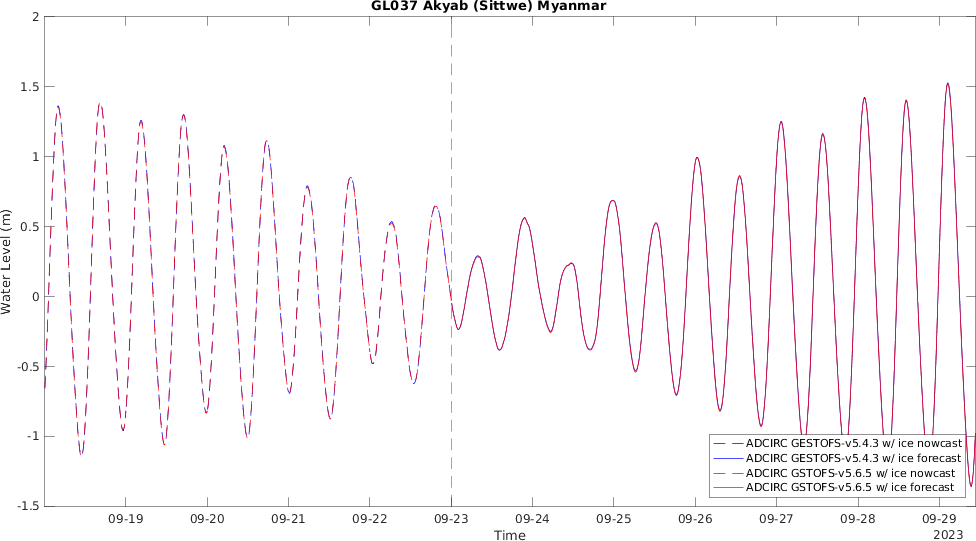 GL037 Akyab (Sittwe) Myanmar
2
1.5
1
0.5
0
-0.5
-1
-1.5
Water Level (m)
ADCIRC GESTOFS-v5.4.3 w/ ice nowcast
ADCIRC GESTOFS-v5.4.3 w/ ice forecast
ADCIRC GSTOFS-v5.6.5 w/ ice nowcast
ADCIRC GSTOFS-v5.6.5 w/ ice forecast
09-19 09-20 09-21 09-22 09-23 09-24 09-25 09-26 09-27 09-28 09-29
Time
2023